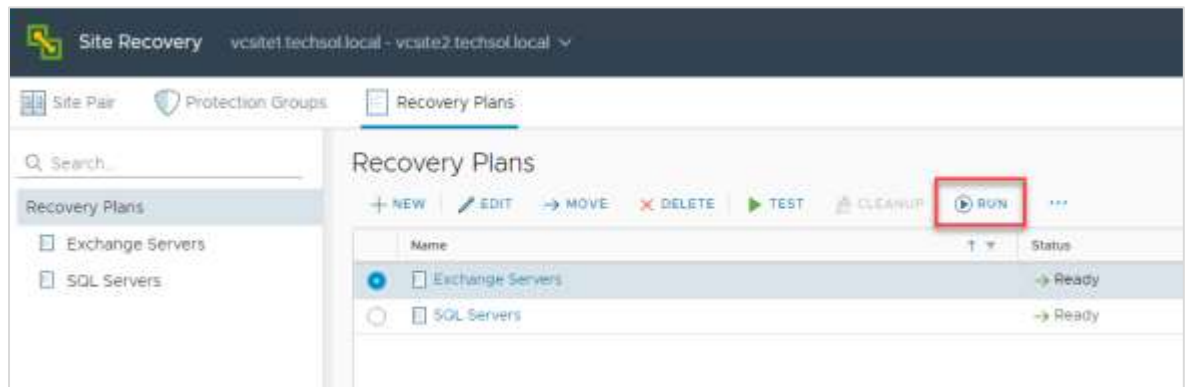 Site Recovery vcsite1.techsol.local - vcsite2.techsol.local
Site Pair Protection Groups Recovery Plans
Search...
Recovery Plans
Exchange Servers
SQL Servers
Recovery Plans
+ NEW EDIT MOVE DELETE TEST CLEANUP RUN ...
Name Status
Exchange Servers Ready
SQL Servers Ready